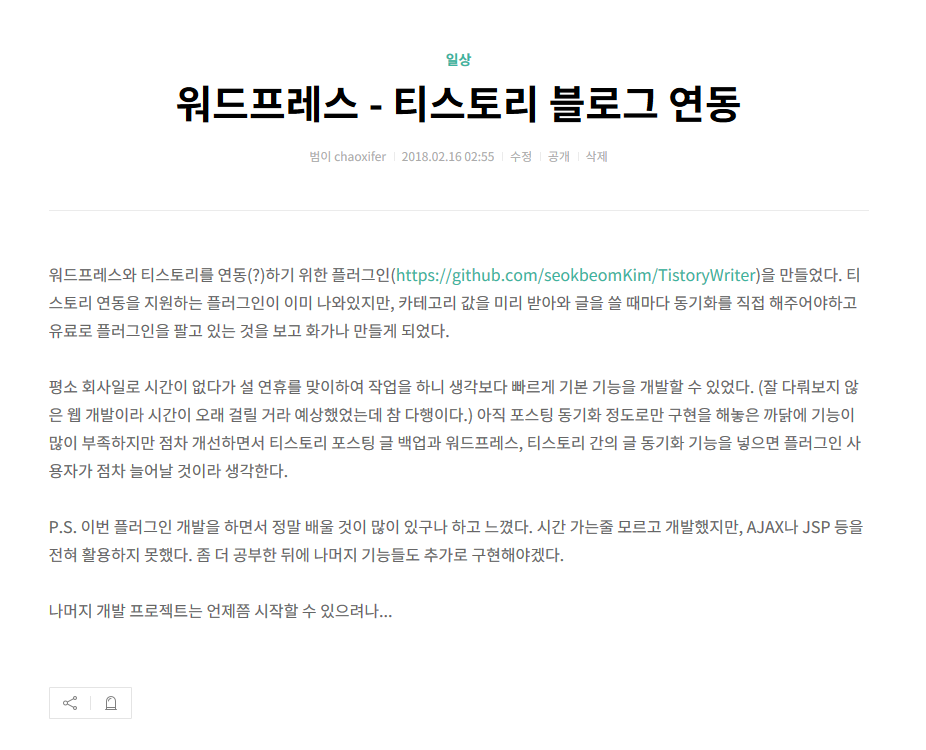 일상
워드프레스 - 티스토리 블로그 연동
범이 chaoxifer 2018.02.16 02:55 수정 공개 삭제
워드프레스와 티스토리를 연동(?)하기 위한 플러그인(https://github.com/seokbeomKim/TistoryWriter)을 만들었다. 티
스토리 연동을 지원하는 플러그인이 이미 나와있지만, 카테고리 값을 미리 받아와 글을 쓸 때마다 동기화를 직접 해주어야하고
유료로 플러그인을 팔고 있는 것을 보고 화가나 만들게 되었다.
평소 회사일로 시간이 없다가 설 연휴를 맞이하여 작업을 하니 생각보다 빠르게 기본 기능을 개발할 수 있었다. (잘 다뤄보지 않
은 웹 개발이라 시간이 오래 걸릴 거라 예상했었는데 참 다행이다.) 아직 포스팅 동기화 정도로만 구현을 해놓은 까닭에 기능이
많이 부족하지만 점차 개선하면서 티스토리 포스팅 글 백업과 워드프레스, 티스토리 간의 글 동기화 기능을 넣으면 플러그인 사
용자가 점차 늘어날 것이라 생각한다.
P.S. 이번 플러그인 개발을 하면서 정말 배울 것이 많이 있구나 하고 느꼈다. 시간 가는줄 모르고 개발했지만, AJAX나 JSP 등을
전혀 활용하지 못했다. 좀 더 공부한 뒤에 나머지 기능들도 추가로 구현해야겠다.
나머지 개발 프로젝트는 언제쯤 시작할 수 있으려나...